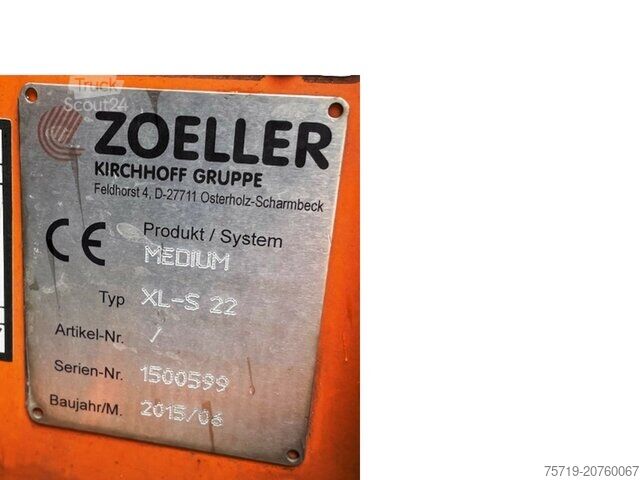 Truck
Scout24
ZOELLER
KIRCHHOFF GRUPPE
Feldhorst 4, D-27711 Osterholz-Scharmbeck
CE Produkt / System
MEDIUM
Typ XL-S 22
Artikel-Nr. /
Serien-Nr. 1500599
Baujahr/M. 2015/06
75719-20760067